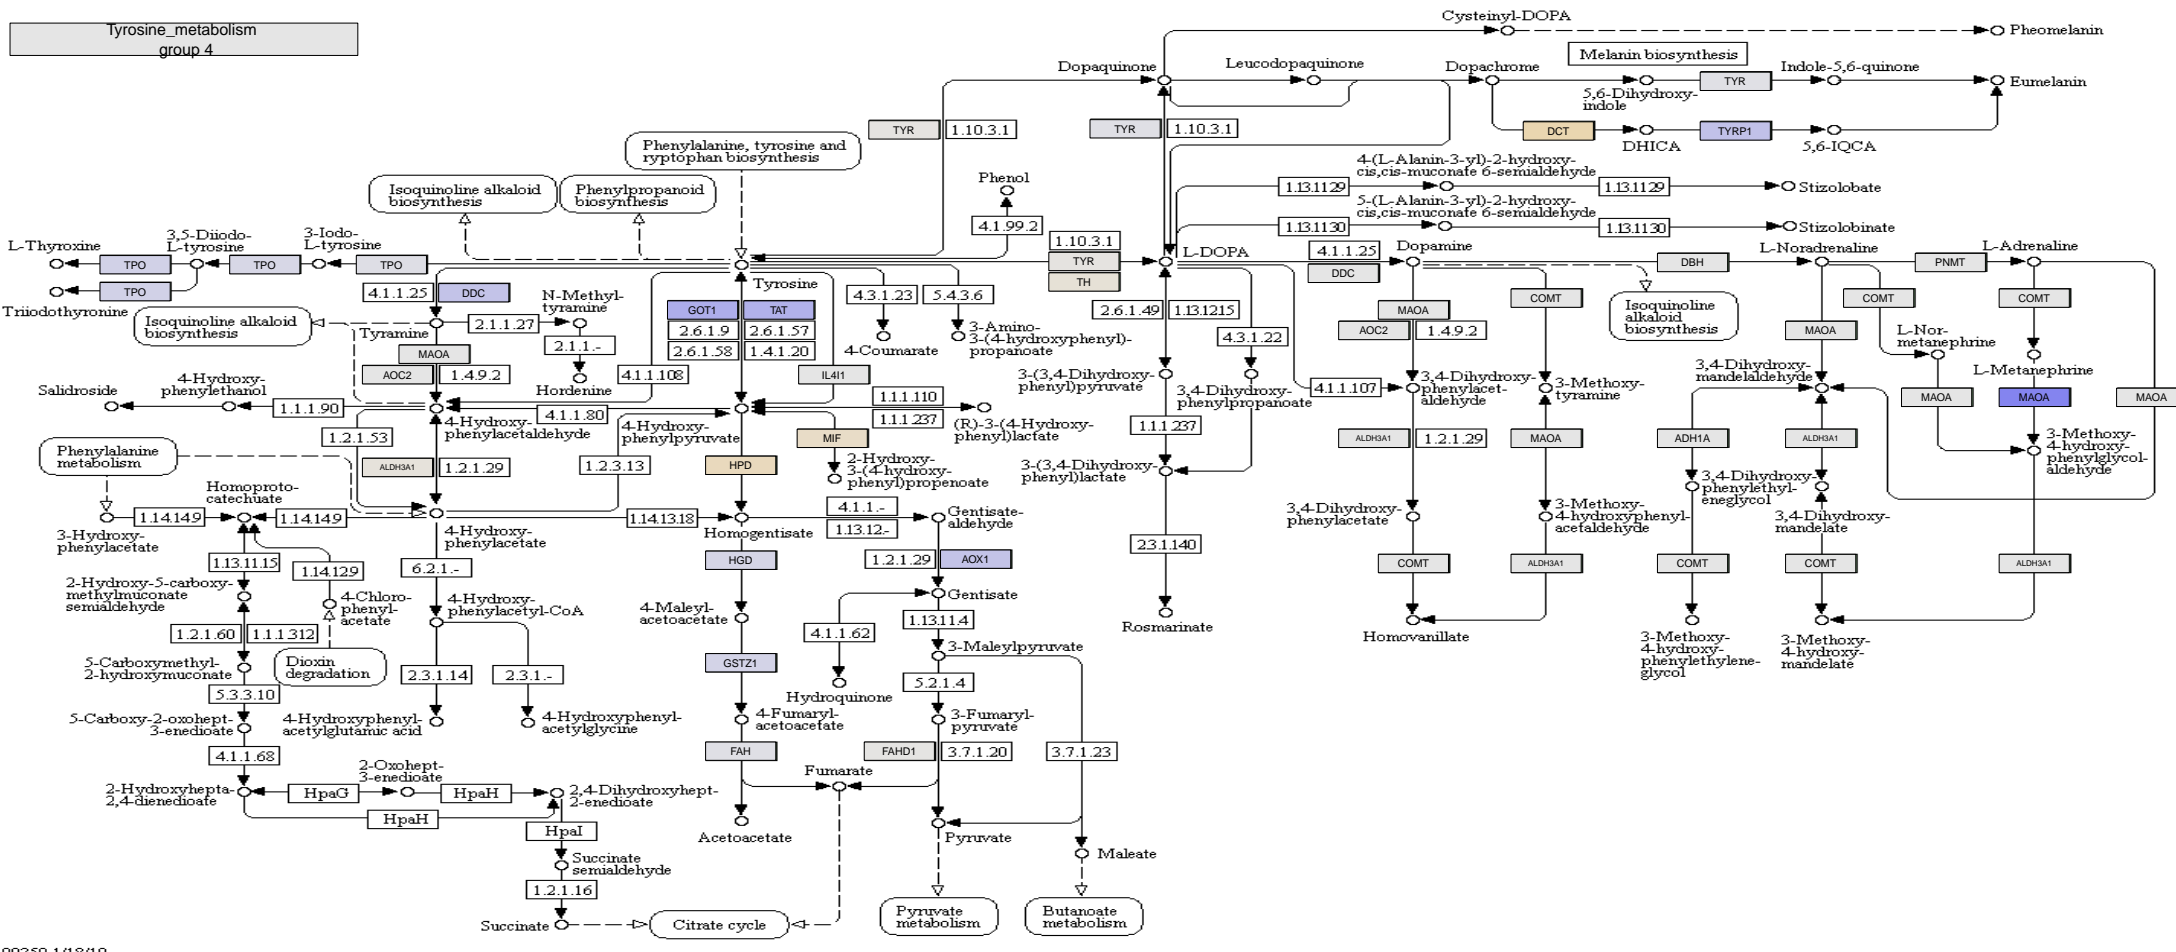 Tyrosine_metabolism
group 4
Cysteinyl-DOPA
Pheomelanin
Melanin biosynthesis
Dopaquinone
Leucodopaquinone
Dopachrome
TYR
Indole-5,6-quinone
Eumelanin
5,6-Dihydroxy-
indole
TYR
1.10.3.1
TYR
1.10.3.1
DCT
TYRP1
DHICA
5,6-IQCA
Phenylalanine, tyrosine and
ryptophan biosynthesis
Isoquinoline alkaloid
biosynthesis
Phenylpropanoid
biosynfhesis
Phenol
4.1.99.2
4-(L-Alanin-3-yl)-2-hydroxy-
cis,cis-muconafe 6-semialdehyde
1.13.1129
1.13.1129
Stizolobate
5-(L-Alanin-3-yl)-2-hydroxy-
cis,cis-muconafe 6-semialdehyde
1.13.1130
1.13.1130
Stizolobinate
L-Thyroxine
3,5-Diiodo-
L-tyrosine
3-Iodo-
L-tyrosine
TPO
TPO
TPO
TPO
Triiodothyronine
Tyrosine
1.10.3.1
TYR
TH
L-DOPA
4.1.1.25
DDC
Dopamine
DBH
L-Noradrenaline
PNMT
L-Adrenaline
4.1.1.25
DDC
N-Methyl-
tyramine
Isoquinoline alkaloid
biosynthesis
Tyramine
2.1.1.27
2.1.1.-
Hordenine
GOT1
TAT
2.6.1.9
2.6.1.57
2.6.1.58
1.4.1.20
4.3.1.23
5.4.3.6
4-Coumarate
3-Amino-
3-(4-hydroxyphenyl)-
propanoate
2.6.1.49
1.13.1215
4.3.1.22
MAOA
AOC2
1.4.9.2
COMT
Isoquinoline
alkaloid
biosynthesis
COMT
COMT
MAOA
L-Nor-
metanephrine
L-Metanephrine
MAOA
AOC2
1.4.9.2
4.1.1.108
IL4I1
3-(3,4-Dihydroxy-
phenyl)pyruvate
3,4-Dihydroxy-
phenylpropanoate
4.1.1.107
3,4-Dihydroxy-
phenylacet-
aldehyde
3-Methoxy-
tyramine
3,4-Dihydroxy-
mandelaldehyde
MAOA
MAOA
MAOA
Salidroside
4-Hydroxy-
phenylethanol
1.1.1.90
4.1.1.80
1.1.1.110
1.1.1.237
(R)-3-(4-Hydroxy-
phenyl)lactate
4-Hydroxy-
phenylacetaldehyde
4-Hydroxy-
phenylpyruvate
1.2.1.53
MIF
1.1.1.237
ALDH3A1
1.2.1.29
MAOA
ADH1A
ALDH3A1
3-Methoxy-
4-hydroxy-
phenylglycol-
aldehyde
Phenylalanine
metabolism
ALDH3A1
1.2.1.29
1.2.3.13
HPD
2-Hydroxy-
3-(4-hydroxy-
phenyl)propenoate
3-(3,4-Dihydroxy-
phenyl)lactate
3,4-Dihydroxy-
phenylethyl-
eneglycol
Homoproto-
catechuate
1.14.14.9
1.14.14.9
3-Hydroxy-
phenylacetate
4-Hydroxy-
phenylacetate
1.14.13.18
Homogentisate
4.1.1.-
1.13.12.-
Gentisate-
aldehyde
3,4-Dihydroxy-
phenylacetate
3-Methoxy-
4-hydroxyphenyl-
acetaldehyde
3,4-Dihydroxy-
mandelate
1.13.11.15
1.14.12.9
6.2.1.-
HGD
1.2.1.29
AOX1
2.3.1.140
COMT
ALDH3A1
COMT
COMT
ALDH3A1
2-Hydroxy-5-carboxy-
methylmuconate
semialdehyde
4-Chloro-
phenyl-
acetate
4-Hydroxy-
phenylacetyl-CoA
4-Maleyl-
acetoacetate
Gentisate
4.1.1.62
1.13.11.4
Rosmarinate
Homovanillate
3-Methoxy-
4-hydroxy-
phenylethylene-
glycol
3-Methoxy-
4-hydroxy-
mandelate
1.2.1.60
1.1.1.312
3-Maleylpyruvate
5-Carboxymethyl-
2-hydroxymuconate
Dioxin
degradation
2.3.1.14
2.3.1.-
GSTZ1
Hydroquinone
5.2.1.4
5.3.3.10
5-Carboxy-2-oxohept-
3-enedioate
4-Hydroxyphenyl-
acetylglutamic acid
4-Hydroxyphenyl-
acetylglycine
4-Fumaryl-
acetoacefate
3-Fumaryl-
pyruvate
4.1.1.68
FAH
FAHD1
3.7.1.20
3.7.1.23
2-Oxohept-
3-enedioate
Fumarate
2-Hydroxyhepta-
2,4-dienedioafe
HpaG
HpaH
2,4-Dihydroxyhept-
2-enedioate
HpaH
HpaI
Acetoacetate
Pyruvate
Maleate
Succinate
semialdehyde
1.2.1.16
Succinate
Citrate cycle
Pyruvate
metabolism
Butanoate
metabolism